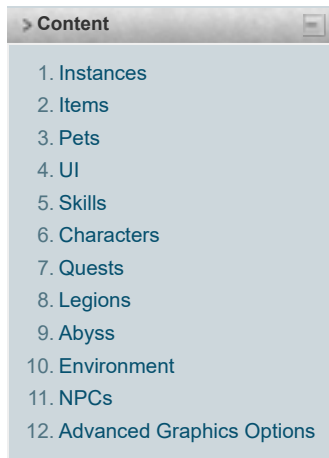 Content
1. Instances
2. Items
3. Pets
4. UI
5. Skills
6. Characters
7. Quests
8. Legions
9. Abyss
10. Environment
11. NPCs
12. Advanced Graphics Options